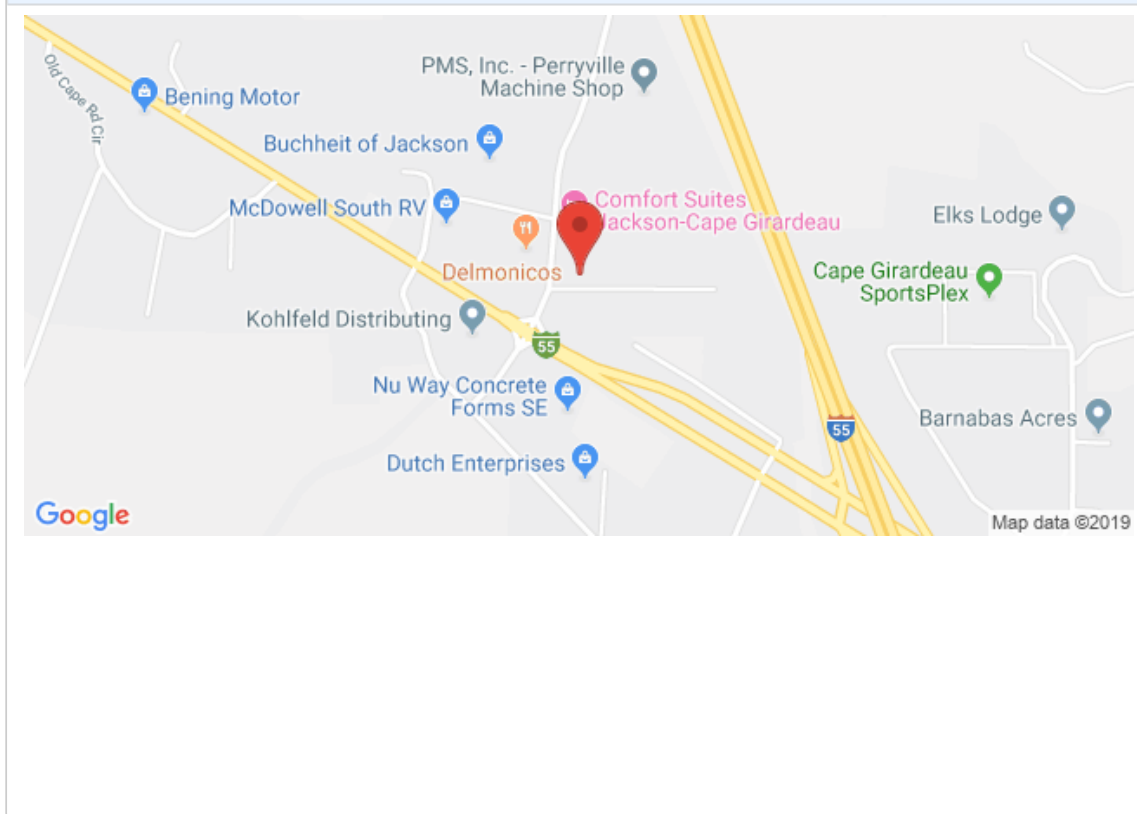 Old Cape Rd Cir
Bening Motor
PMS, Inc. - Perryville
Machine Shop
Buchheit of Jackson
McDowell South RV
Comfort Suites
Jackson-Cape Girardeau
Elks Lodge
Delmonicos
Cape Girardeau
SportsPlex
Kohlfeld Distributing
55
Nu Way Concrete
Forms SE
55
Barnabas Acres
Dutch Enterprises
Google
Map data ©2019